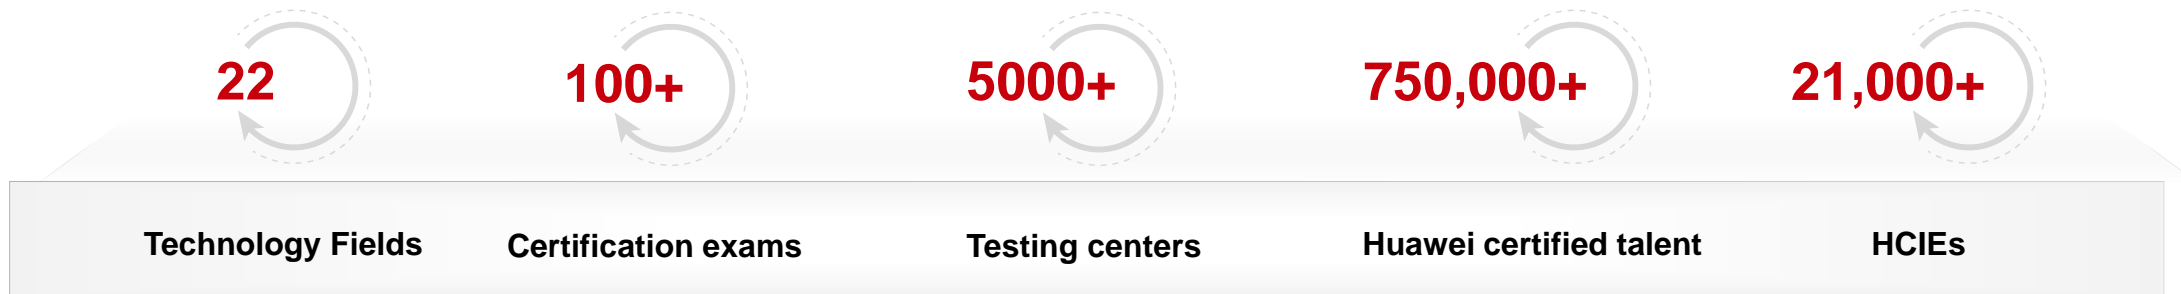 22
100+
5000+
750,000+
21,000+
Technology Fields
Certification exams
Testing centers
Huawei certified talent
HCIEs